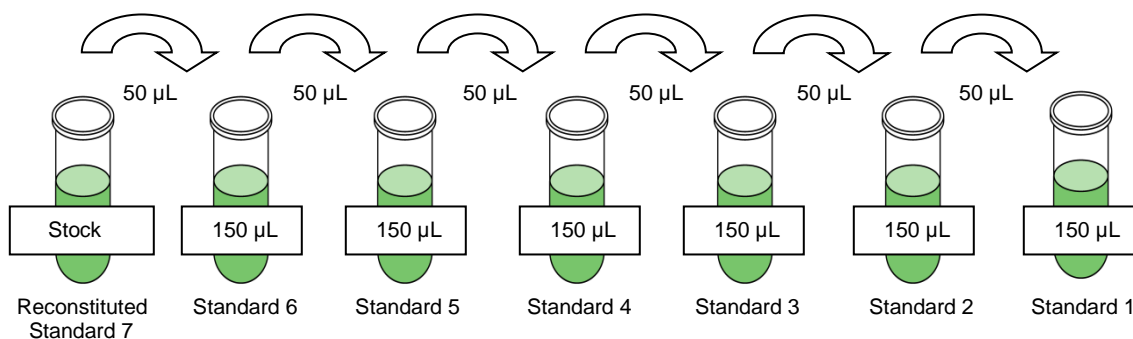 50 µL
50 µL
50 µL
50 µL
50 µL
50 µL
Stock
150 µL
150 µL
150 µL
150 µL
150 µL
150 µL
Reconstituted
Standard 7
Standard 6
Standard 5
Standard 4
Standard 3
Standard 2
Standard 1